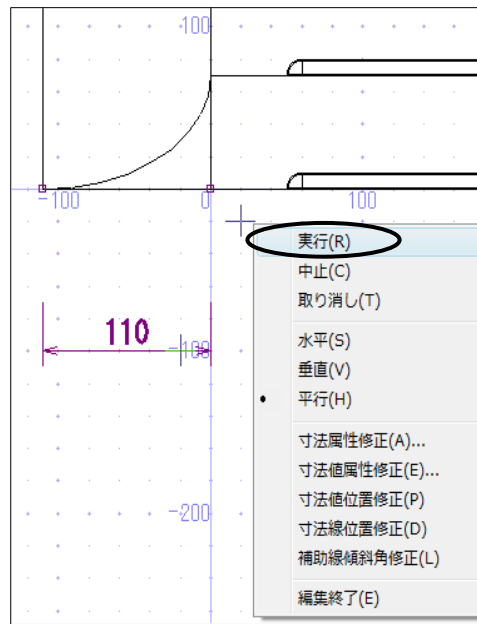 100
-100
0
100
実行(R)
中止(C)
取り消し(T)
110
-100
水平(S)
垂直(V)
平行(H)
寸法属性修正(A)...
寸法値属性修正(E)...
寸法値位置修正(P)
-200
寸法線位置修正(D)
補助線傾斜角修正(L)
編集終了(E)